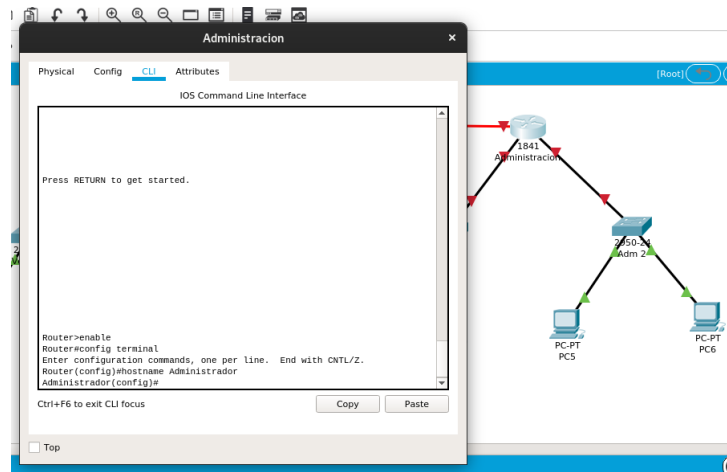 Administracion
×
Physical Config CLI Attributes
[Root]
IOS Command Line Interface
Press RETURN to get started.
Router>enable
Router#config terminal
Enter configuration commands, one per line.  End with CNTL/Z.
Router(config)#hostname Administrador
Administrador(config)#
Ctrl+F6 to exit CLI focus
Copy
Paste
Top
1841
Administracion
2950-24
Adm 2
PC-PT
PC5
PC-PT
PC6